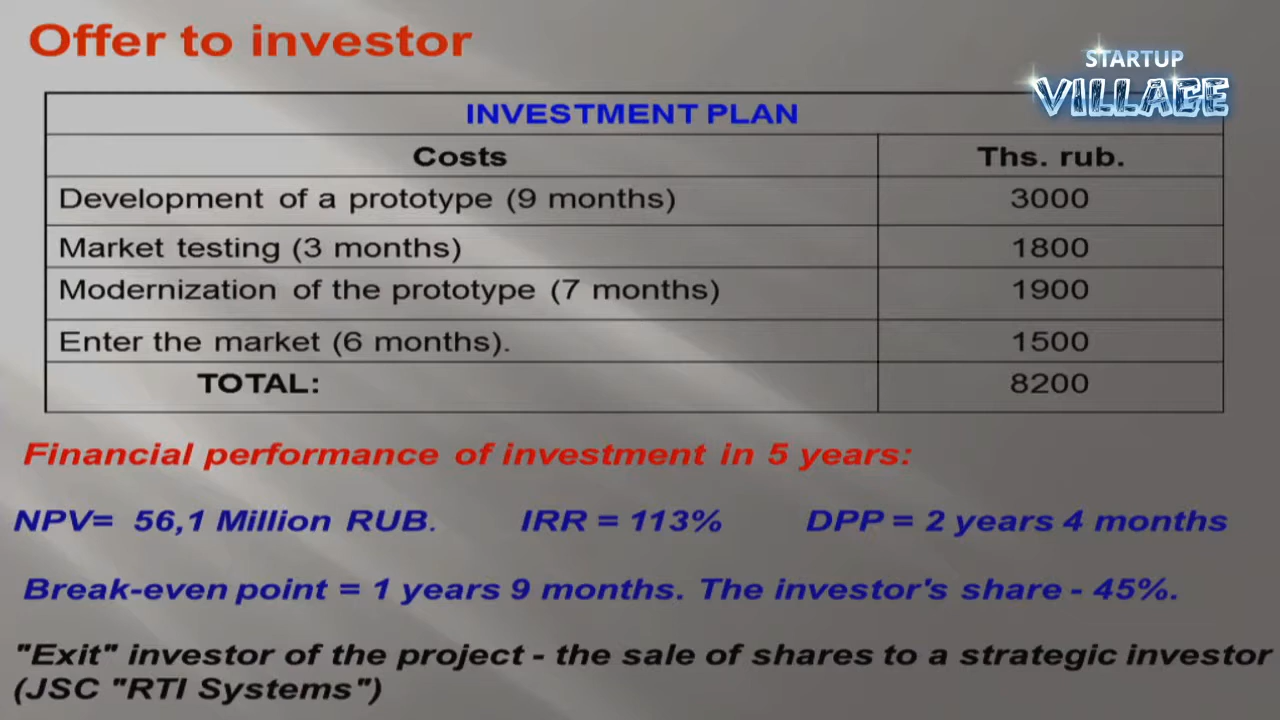 Offer to investor
STARTUP
VILLAGE
INVESTMENT PLAN
Costs Ths. rub.
Development of a prototype (9 months) 3000
Market testing (3 months) 1800
Modernization of the prototype (7 months) 1900
Enter the market (6 months). 1500
TOTAL: 8200
Financial performance of investment in 5 years:
NPV= 56,1 Million RUB. IRR = 113% DPP = 2 years 4 months
Break-even point = 1 years 9 months. The investor's share - 45%.
"Exit" investor of the project - the sale of shares to a strategic investor
(JSC "RTI Systems")